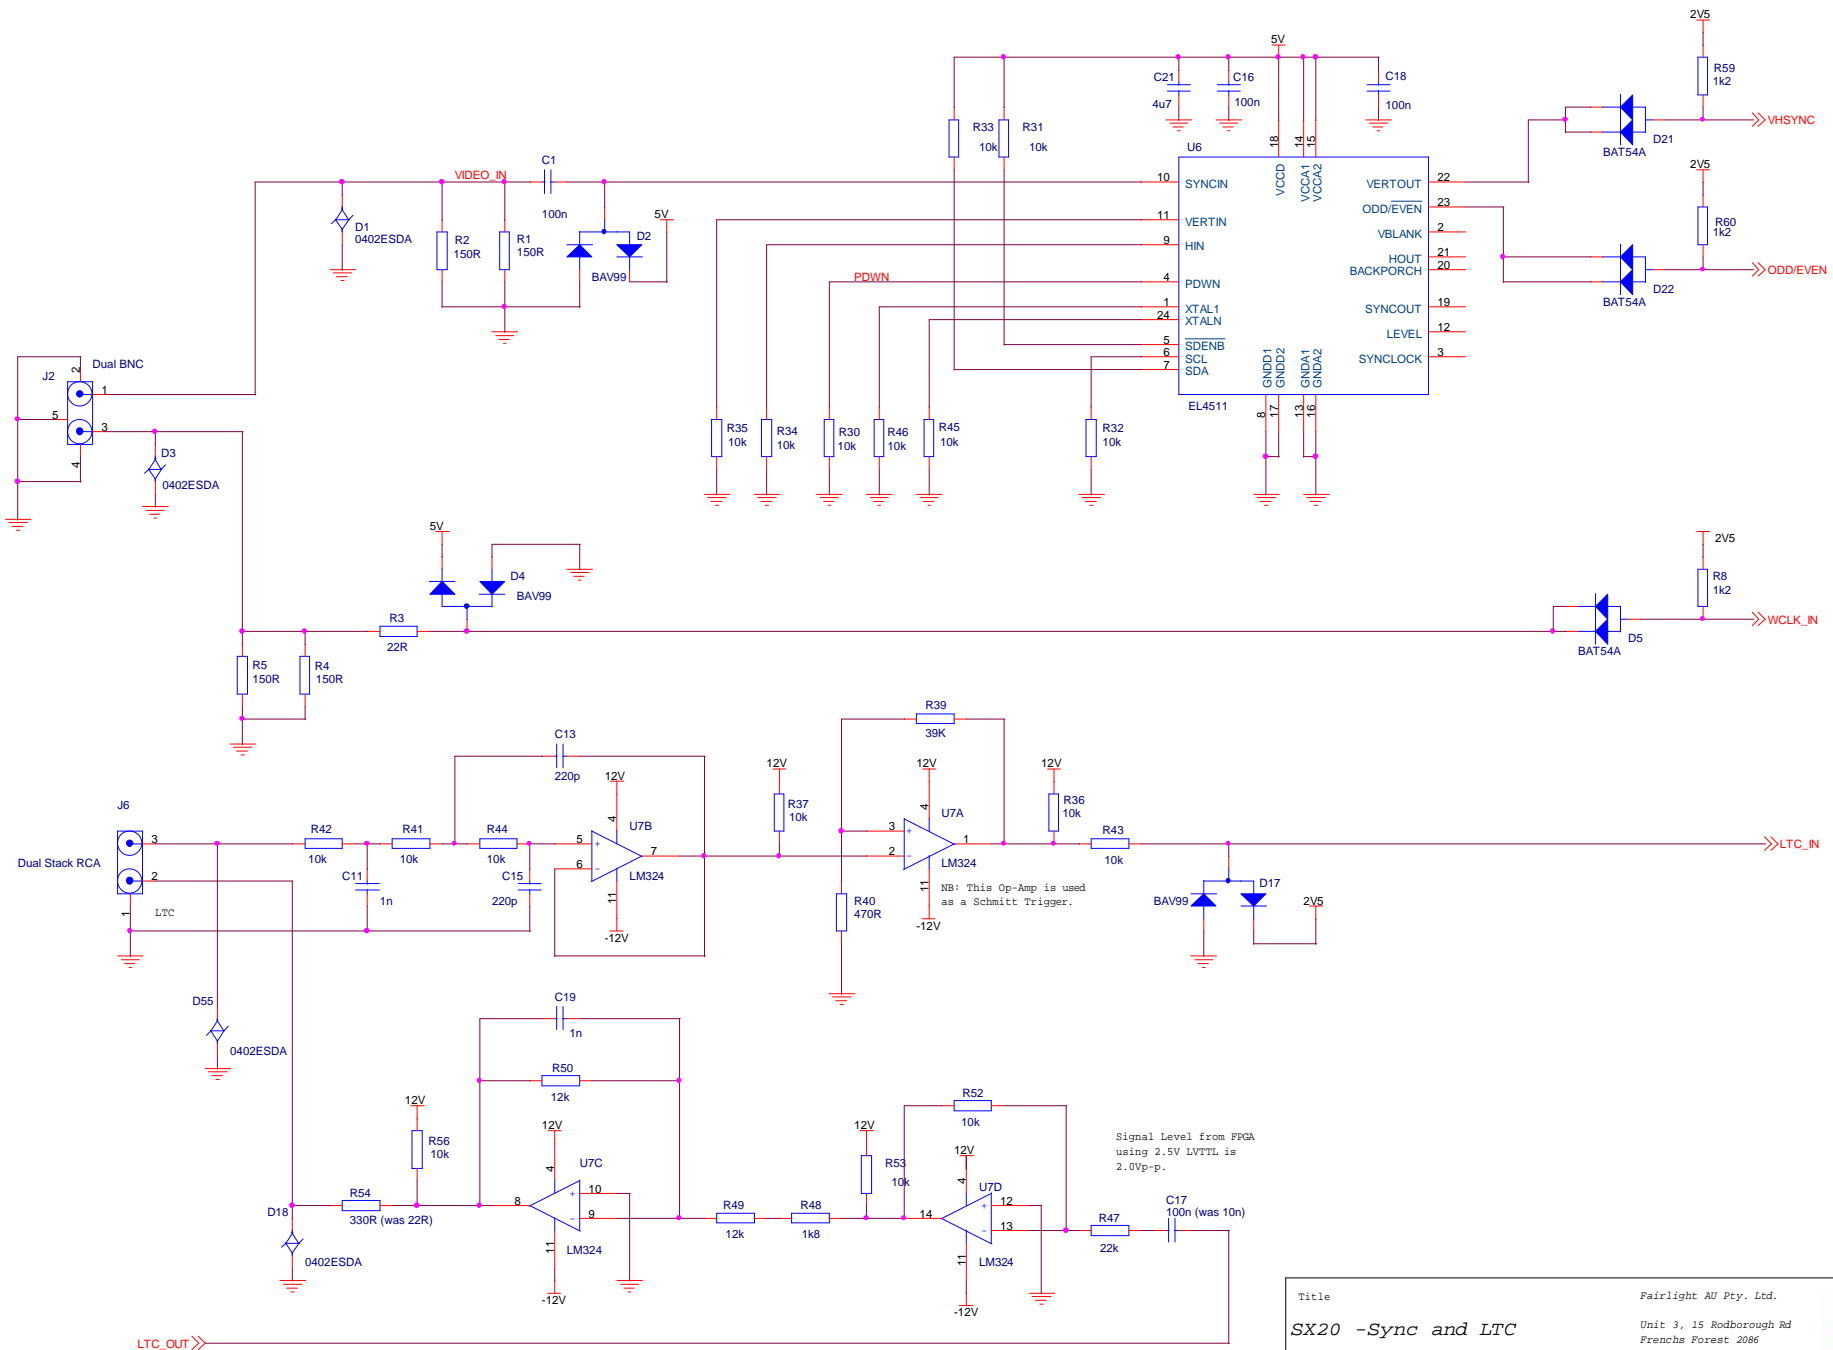 2V5
R59
1k2
VHSYNC
D21
BAT54A
5V
C21
4u7
C16
100n
C18
100n
R33
10k
R31
10k
U6
18
14
15
VCCD
VCCA1
VCCA2
10
SYNCIN
VERTOUT
22
11
VERTIN
ODD/EVEN
23
9
HIN
VBLANK
2
HOUT
21
BACKPORCH
20
4
PDWN
1
XTAL1
SYNCOUT
19
24
XTALN
LEVEL
12
5
SDENB
6
SCL
SYNCLOCK
3
7
SDA
GNDD1
GNDD2
GNDA1
GNDA2
8
17
13
16
EL4511
2V5
R60
1k2
ODD/EVEN
D22
BAT54A
VIDEO_IN
C1
100n
D1
0402ESDA
R2
150R
R1
150R
5V
D2
BAV99
PDWN
R35
10k
R34
10k
R30
10k
R46
10k
R45
10k
R32
10k
Dual BNC
J2
2
1
5
3
4
D3
0402ESDA
5V
D4
BAV99
R3
22R
R5
150R
R4
150R
2V5
R8
1k2
WCLK_IN
D5
BAT54A
R39
39K
C13
220p
12V
12V
12V
12V
J6
R42
10k
R41
10k
R44
10k
U7B
4
5
+
6
-
7
11
LM324
-12V
R37
10k
U7A
4
3
+
2
-
1
11
LM324
-12V
R36
10k
R43
10k
LTC_IN
3
2
1
Dual Stack RCA
LTC
C11
1n
C15
220p
NB: This Op-Amp is used
as a Schmitt Trigger.
R40
470R
BAV99
D17
2V5
D55
0402ESDA
C19
1n
R50
12k
R52
10k
12V
R56
10k
12V
12V
12V
R53
10k
Signal Level from FPGA
using 2.5V LVTTL is
2.0Vp-p.
U7C
4
10
+
9
-
8
11
LM324
-12V
U7D
4
12
+
13
-
14
11
LM324
-12V
D18
R54
330R (was 22R)
0402ESDA
R49
12k
R48
1k8
R47
22k
C17
100n (was 10n)
LTC_OUT
Title
Fairlight AU Pty. Ltd.
SX20 -Sync and LTC
Unit 3, 15 Rodborough Rd
Frenchs Forest 2086